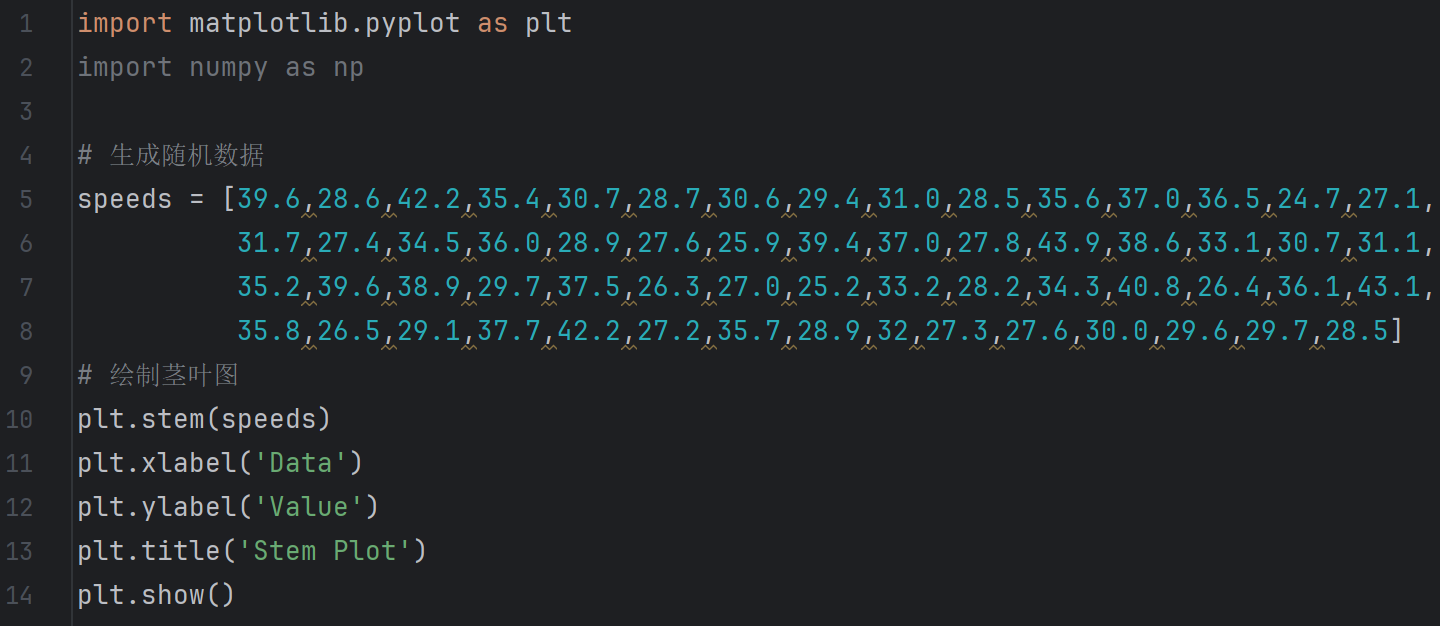 1 import matplotlib.pyplot as plt
2 import numpy as np
3
4 # 生成随机数据
5 speeds = [39.6,28.6,42.2,35.4,30.7,28.7,30.6,29.4,31.0,28.5,35.6,37.0,36.5,24.7,27.1,
6 31.7,27.4,34.5,36.0,28.9,27.6,25.9,39.4,37.0,27.8,43.9,38.6,33.1,30.7,31.1,
7 35.2,39.6,38.9,29.7,37.5,26.3,27.0,25.2,33.2,28.2,34.3,40.8,26.4,36.1,43.1,
8 35.8,26.5,29.1,37.7,42.2,27.2,35.7,28.9,32,27.3,27.6,30.0,29.6,29.7,28.5]
9 # 绘制茎叶图
10 plt.stem(speeds)
11 plt.xlabel('Data')
12 plt.ylabel('Value')
13 plt.title('Stem Plot')
14 plt.show()